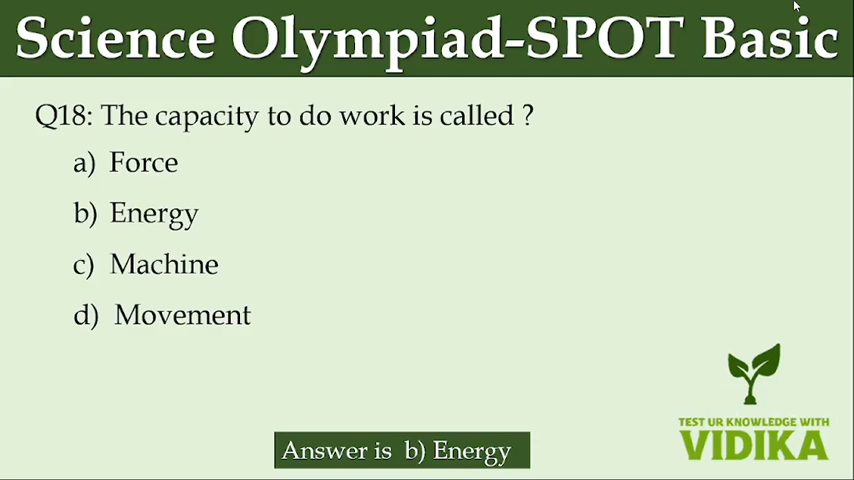 Science Olympiad-SPOT Basic
Q18: The capacity to do work is called ?
a) Force
b) Energy
c) Machine
d) Movement
TEST UR KNOWLEDGE WITH
VIDIKA
Answer is b) Energy